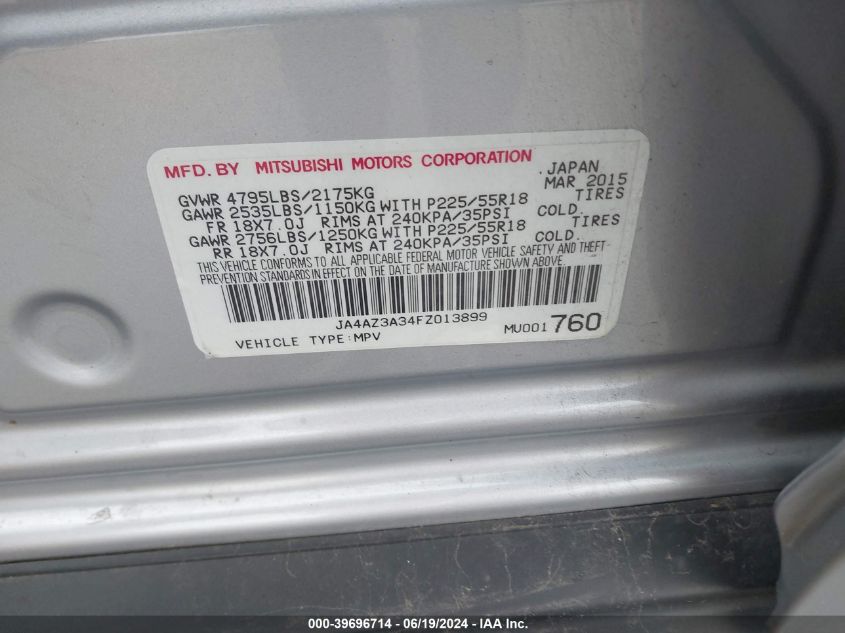 MFD. BY MITSUBISHI MOTORS CORPORATION JAPAN
GVWR 4795LBS/2175KG MAR 2015
GAWR 2535LBS/1150KG WITH P225/55R18 TIRES
FR 18X7.0J RIMS AT 240KPA/35PSI COLD.
GAWR 2756LBS/1250KG WITH P225/55R18 TIRES
RR 18X7.0J RIMS AT 240KPA/35PSI COLD.
THIS VEHICLE CONFORMS TO ALL APPLICABLE FEDERAL MOTOR VEHICLE SAFETY AND THEFT-
PREVENTION STANDARDS IN EFFECT ON THE DATE OF MANUFACTURE SHOWN ABOVE.
JA4AZ3A34FZ013899
VEHICLE TYPE:MPV MU001760
000-39696714 - 06/19/2024 - IAA Inc.